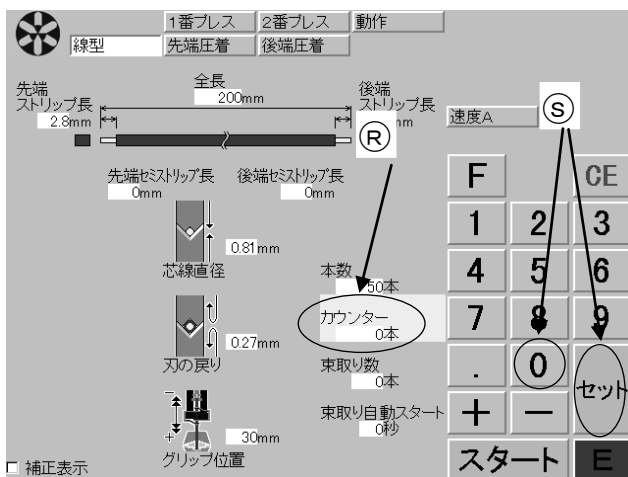 1番プレス 2番プレス 動作
線型 先端圧着 後端圧着
先端
ストリップ長
2.8mm
全長
200mm
後端
ストリップ長
mm
Ⓡ
速度A
Ⓢ
先端セミストリップ長 後端セミストリップ長
0mm 0mm
0.81mm
芯線直径
0.27mm
刃の戻り
30mm
グリップ位置
本数
50本
カウンター
0本
束取り数
0本
束取り自動スタート
0秒
F CE
1 2 3
4 5 6
7 8 9
. 0 セット
+ −
スタート E
補正表示